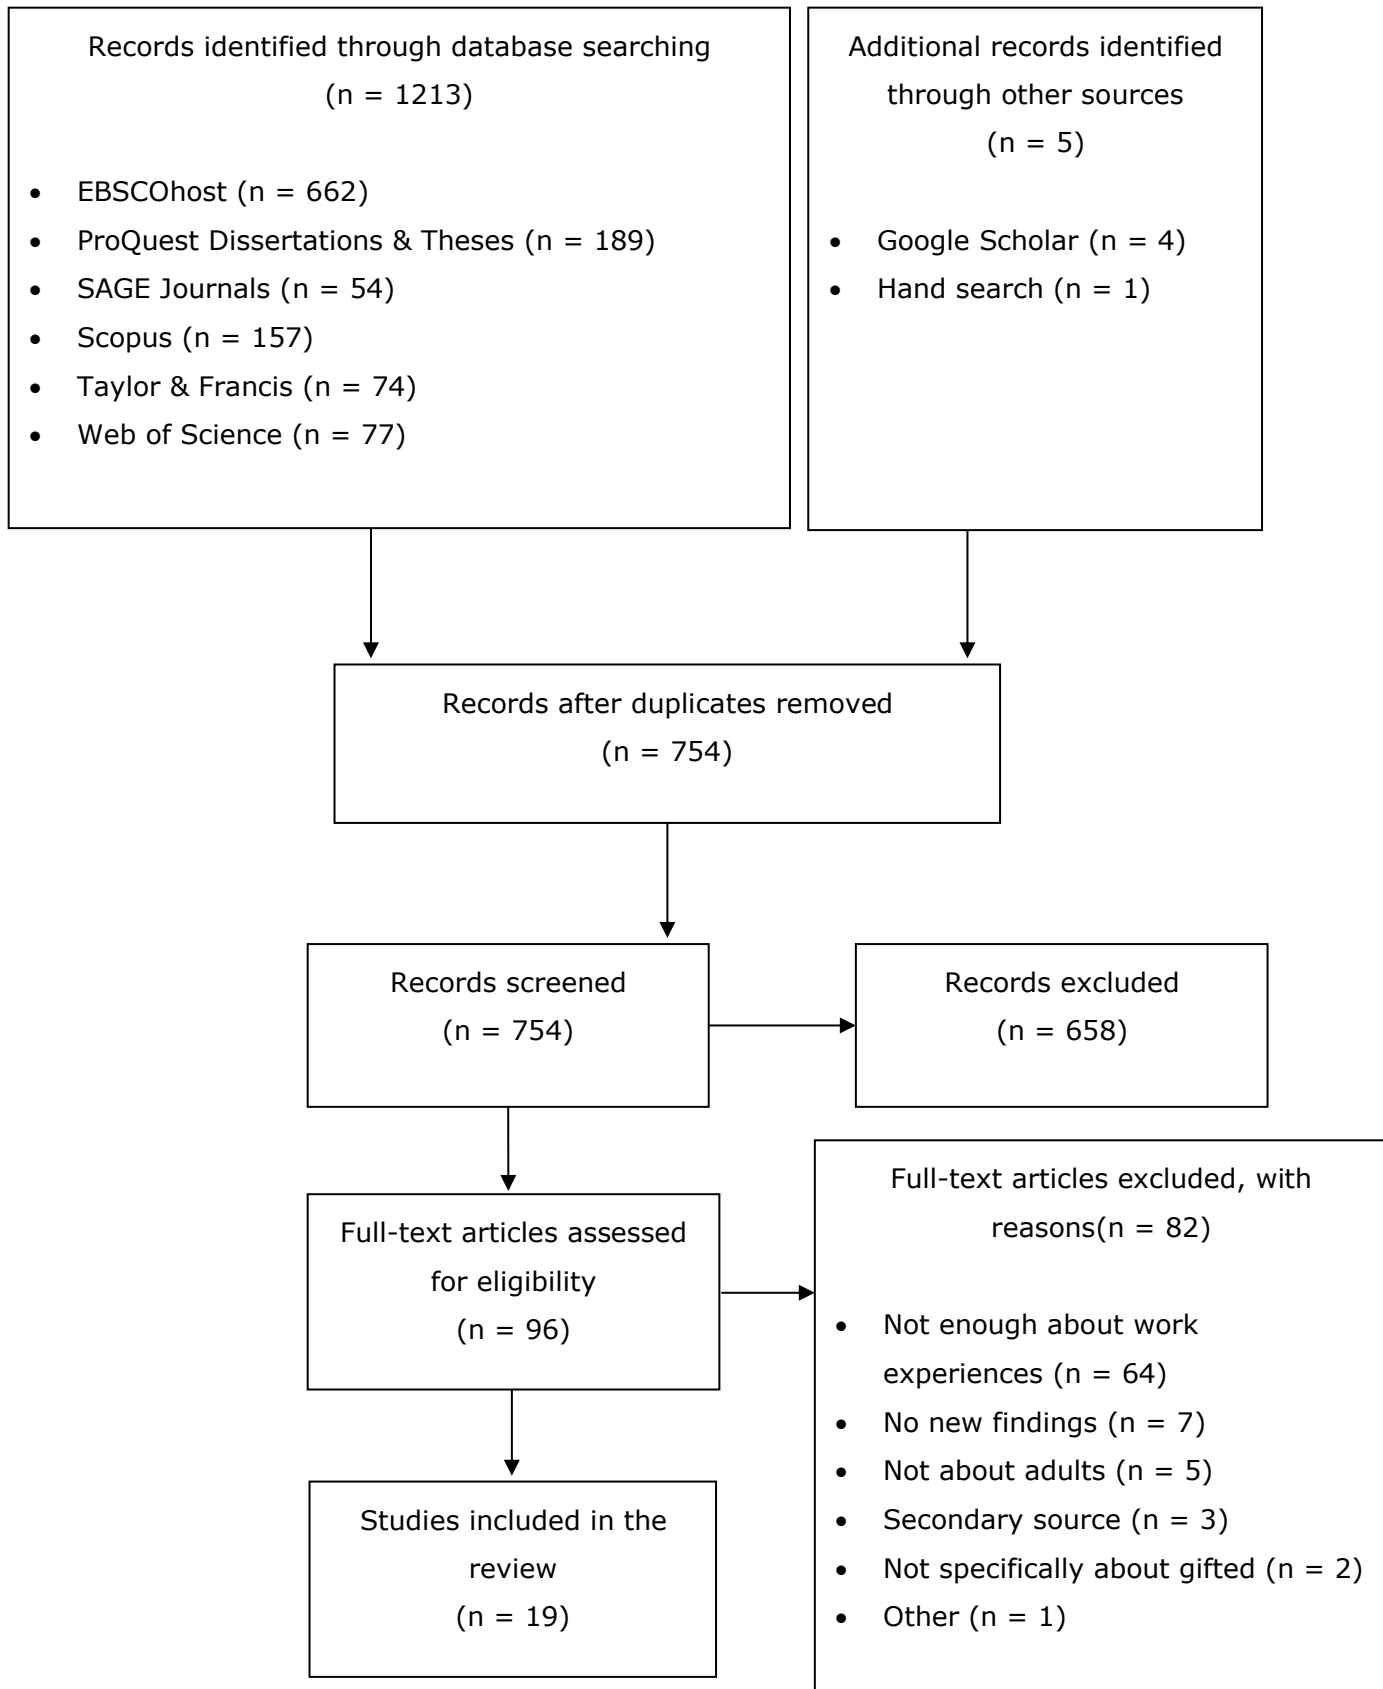 Records identified through database searching
(n = 1213)
• EBSCOhost (n = 662)
• ProQuest Dissertations & Theses (n = 189)
• SAGE Journals (n = 54)
• Scopus (n = 157)
• Taylor & Francis (n = 74)
• Web of Science (n = 77)
Additional records identified
through other sources
(n = 5)
• Google Scholar (n = 4)
• Hand search (n = 1)
Records after duplicates removed
(n = 754)
Records screened
(n = 754)
Records excluded
(n = 658)
Full-text articles assessed
for eligibility
(n = 96)
Full-text articles excluded, with
reasons(n = 82)
• Not enough about work
experiences (n = 64)
• No new findings (n = 7)
• Not about adults (n = 5)
• Secondary source (n = 3)
• Not specifically about gifted (n = 2)
• Other (n = 1)
Studies included in the
review
(n = 19)